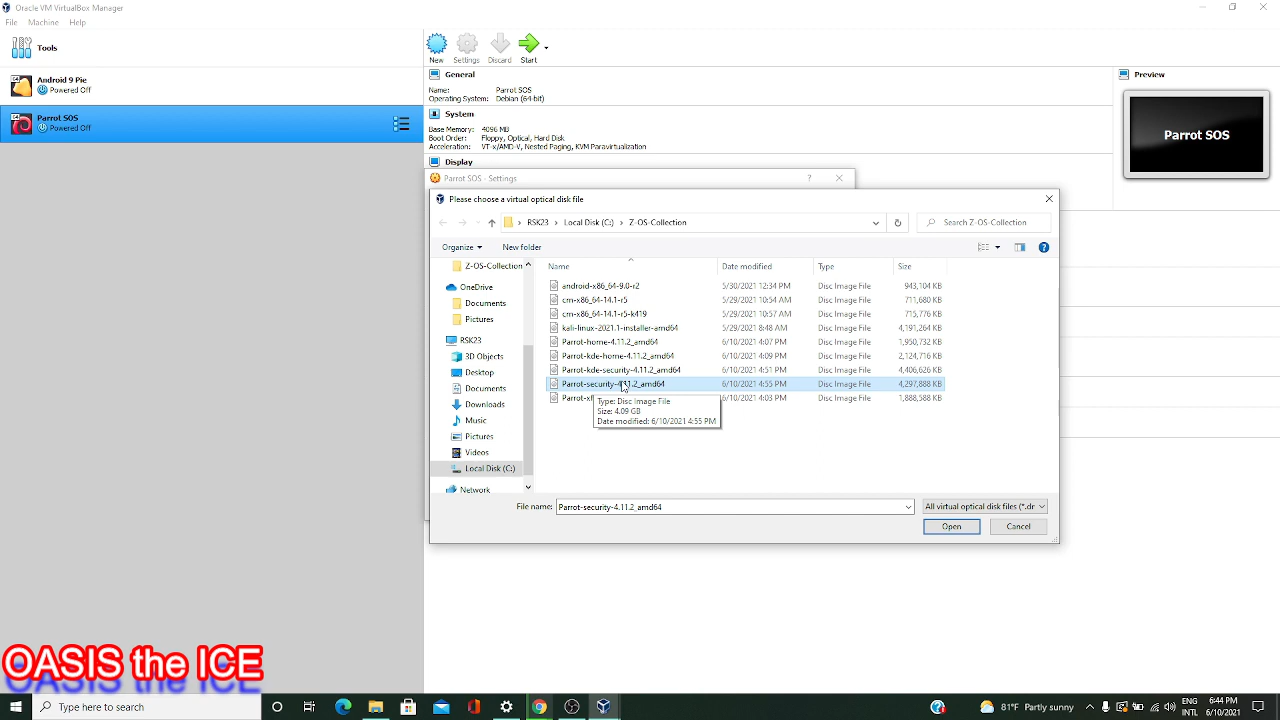 Oracle VM VirtualBox Manager
File Machine Help
Tools
New Settings Discard Start
Android 9 Pie
Powered Off
Parrot SOS
Powered Off
General
Name: Parrot SOS
Operating System: Debian (64-bit)
System
Base Memory: 4096 MB
Boot Order: Floppy, Optical, Hard Disk
Acceleration: VT-x/AMD-V, Nested Paging, KVM Paravirtualization
Display
Preview
Parrot SOS
Parrot SOS - Settings ?
Please choose a virtual optical disk file
RSK23 › Local Disk (C:) › Z-OS-Collection
Search Z-OS-Collection
Organize New folder
Z-OS-Collection
OneDrive
Documents
Pictures
RSK23
3D Objects
Desktop
Documents
Downloads
Music
Pictures
Videos
Local Disk (C:)
Network
Name Date modified Type Size
android-x86_64-9.0-r2 5/30/2021 12:34 PM Disc Image File 943,104 KB
cm-x86_64-14.1-r5 5/29/2021 10:54 AM Disc Image File 711,680 KB
cm-x86_64-14.1-r5-k419 5/29/2021 10:57 AM Disc Image File 715,776 KB
kali-linux-2021.1-installer-amd64 5/29/2021 8:48 AM Disc Image File 4,191,264 KB
Parrot-home-4.11.2_amd64 6/10/2021 4:07 PM Disc Image File 1,950,732 KB
Parrot-kde-home-4.11.2_amd64 6/10/2021 4:09 PM Disc Image File 2,124,716 KB
Parrot-kde-security-4.11.2_amd64 6/10/2021 4:51 PM Disc Image File 4,406,626 KB
Parrot-security-4.11.2_amd64 6/10/2021 4:55 PM Disc Image File 4,297,888 KB
Parrot-xf 6/10/2021 4:03 PM Disc Image File 1,888,588 KB
Type: Disc Image File
Size: 4.09 GB
Date modified: 6/10/2021 4:55 PM
File name: Parrot-security-4.11.2_amd64 All virtual optical disk files (*.dr
Open Cancel
OASIS the ICE
Type here to search
81°F Partly sunny
ENG
INTL
6:44 PM
6/10/2021